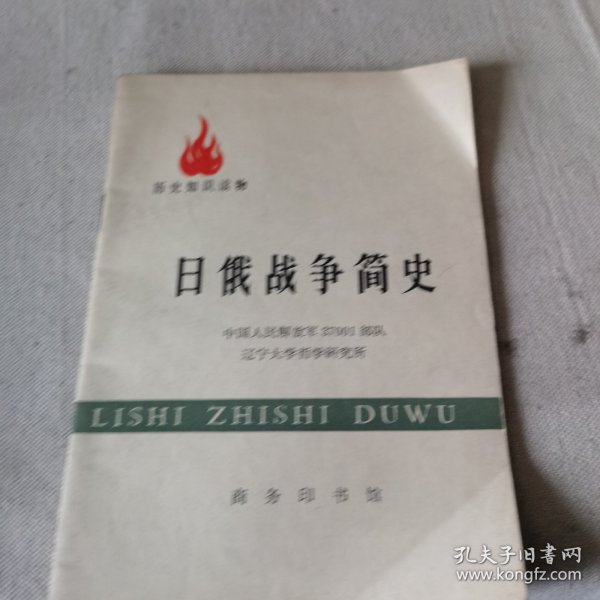 历史知识读物
日俄战争简史
中国人民解放军37001部队
辽宁大学哲学研究所
LISHI ZHISHI DUWU
商务印书馆
孔夫子旧书网
www.kongfz.com